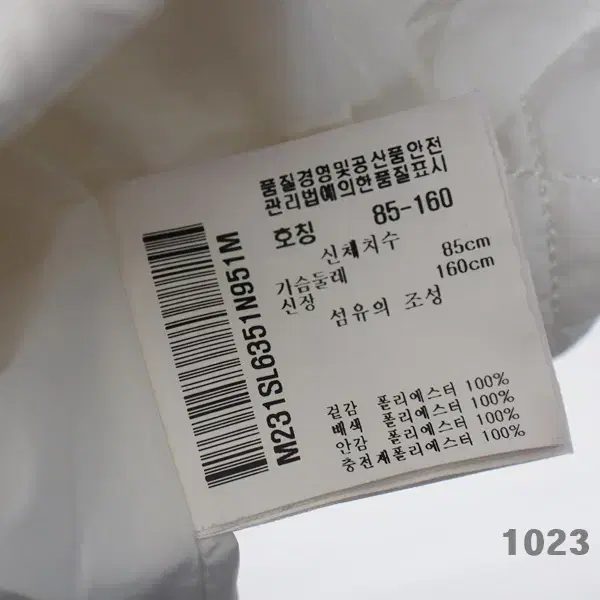 품질경영및공산품안전
관리법예의한품질표시
호칭 85-160
신체치수
가슴둘레 85cm
신장 160cm
섬유의 조성
겉감 폴리에스터 100%
배색 폴리에스터 100%
안감 폴리에스터 100%
충전재폴리에스터 100%
M231SL6351N951M
1023